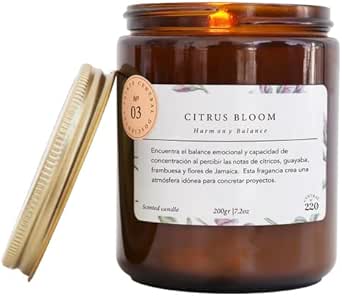 Nº
03
CITRUS BLOOM
Harmony Balance
Encuentra el balance emocional y capacidad de
concentración al percibir las notas de cítricos, guayaba,
frambuesa y flores de Jamaica. Esta fragancia crea una
atmósfera idónea para concretar proyectos.
Scented candle
200gr | 7.2oz
220